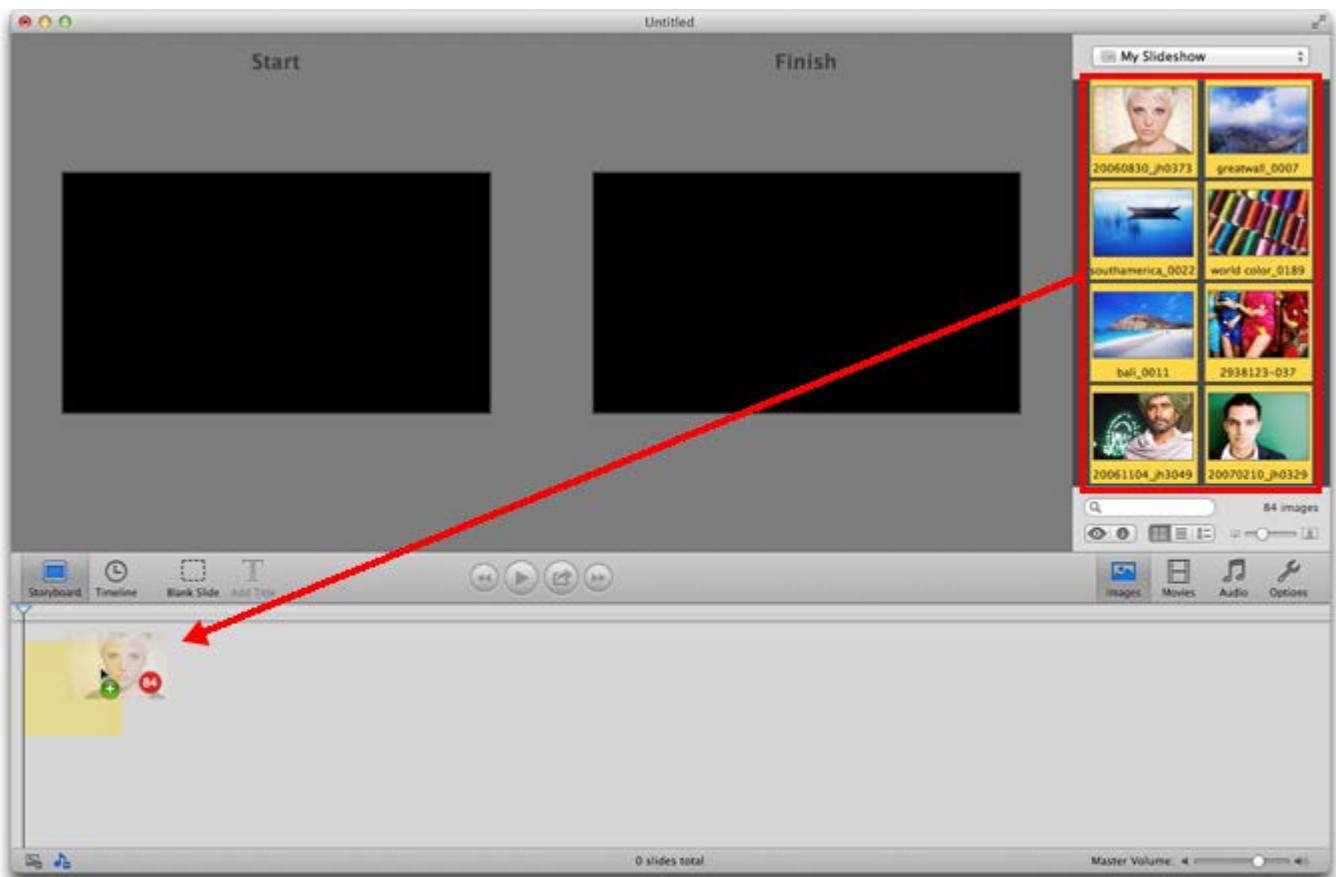 Untitled
Start
Finish
My Slideshow
20060830_jh0373
greatwall_0007
southamerica_0022
world color_0189
bali_0011
2938123-037
20061104_jh3049
20070210_jh0329
84 images
Storyboard
Timeline
Blank Slide
Add Title
Images
Movies
Audio
Options
84
0 slides total
Master Volume: